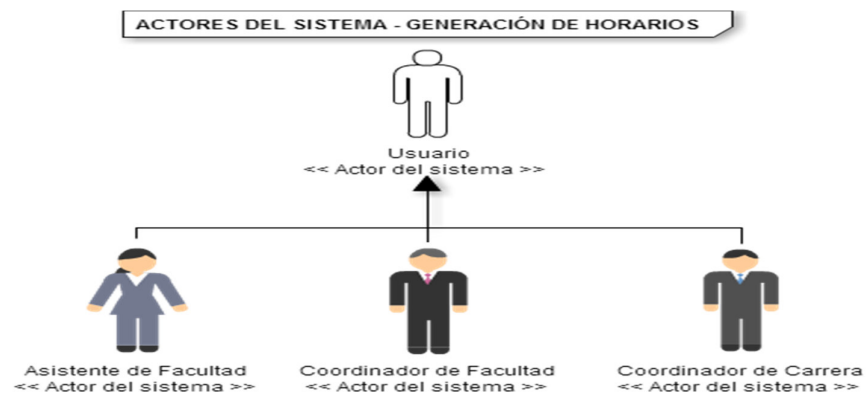 ACTORES DEL SISTEMA - GENERACIÓN DE HORARIOS
Usuario
<< Actor del sistema >>
Asistente de Facultad
<< Actor del sistema >>
Coordinador de Facultad
<< Actor del sistema >>
Coordinador de Carrera
<< Actor del sistema >>